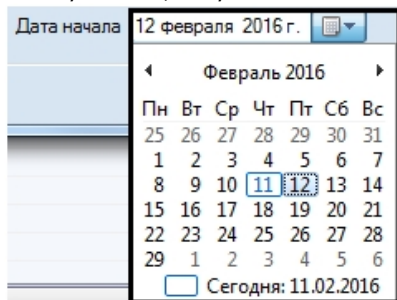 Дата начала 12 февраля 2016 г.
Февраль 2016
Пн Вт Ср Чт Пт Сб Вс
25 26 27 28 29 30 31
1 2 3 4 5 6 7
8 9 10 11 12 13 14
15 16 17 18 19 20 21
22 23 24 25 26 27 28
29 1 2 3 4 5 6
Сегодня: 11.02.2016